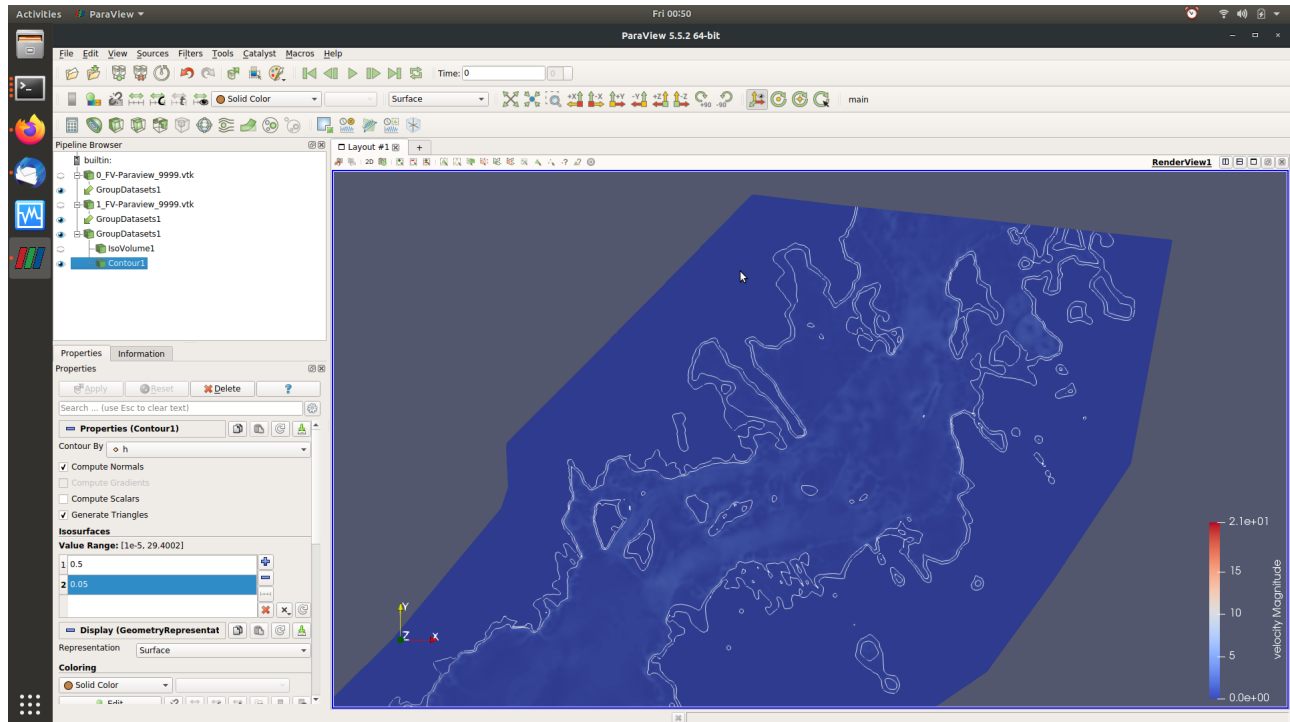 Activities ParaView Fri 00:50
ParaView 5.5.2 64-bit
File Edit View Sources Filters Tools Catalyst Macros Help
Time: 0 0
Solid Color Surface +X -X +Y -Y +Z -Z +90 -90 main
Pipeline Browser
Layout #1 +
builtin:
0_FV-Paraview_9999.vtk
GroupDatasets1
1_FV-Paraview_9999.vtk
GroupDatasets1
GroupDatasets1
IsoVolume1
Contour1
2D
RenderView1
Properties Information
Properties
Apply Reset Delete ?
Search ... (use Esc to clear text)
Properties (Contour1)
Contour By h
Compute Normals
Compute Gradients
Compute Scalars
Generate Triangles
Isosurfaces
Value Range: [1e-5, 29.4002]
1 0.5
2 0.05
Display (GeometryRepresentat
Representation Surface
Coloring
Solid Color
Edit
Y
Z X
2.1e+01
15
10
5
0.0e+00
velocity Magnitude